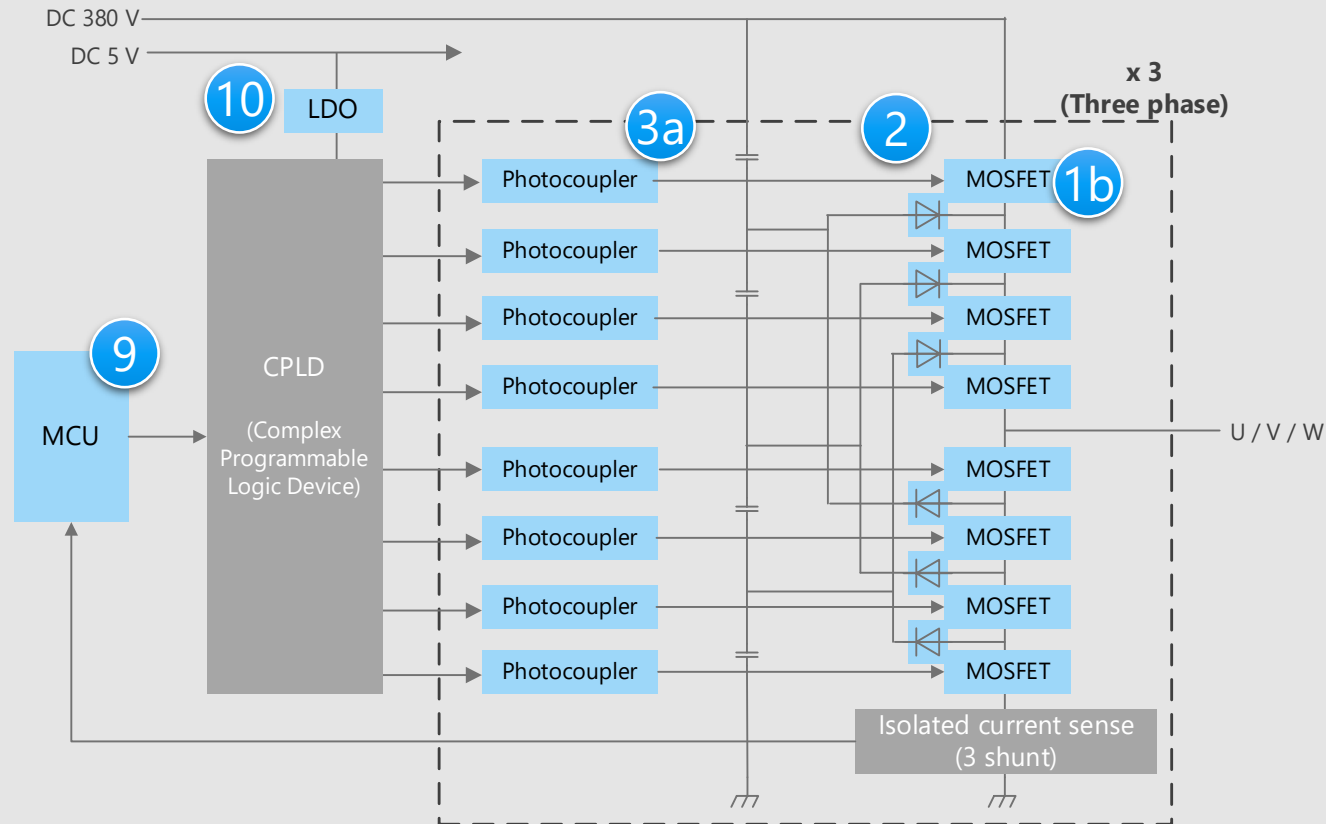 DC 380 V
DC 5 V
x 3
(Three phase)
10
LDO
3a
2
Photocoupler
MOSFET
1b
Photocoupler
MOSFET
Photocoupler
MOSFET
9
CPLD
Photocoupler
MOSFET
MCU
(Complex
Programmable
Logic Device)
U / V / W
Photocoupler
MOSFET
Photocoupler
MOSFET
Photocoupler
MOSFET
Photocoupler
MOSFET
Isolated current sense
(3 shunt)